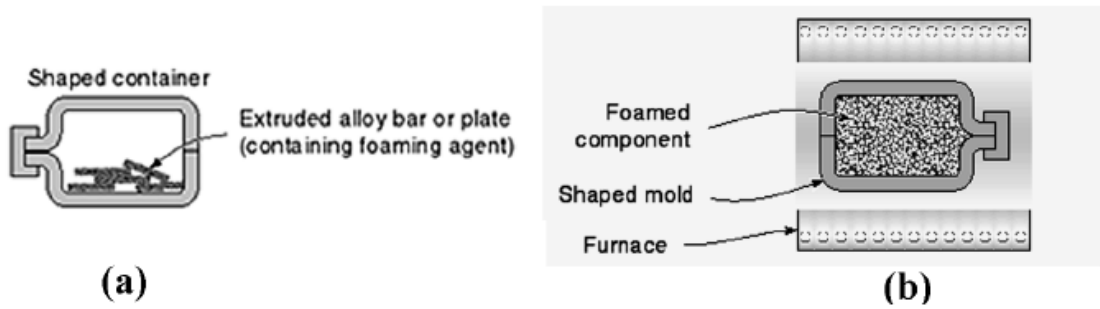 Shaped container
Extruded alloy bar or plate
(containing foaming agent)
(a)
Foamed
component
Shaped mold
Furnace
(b)